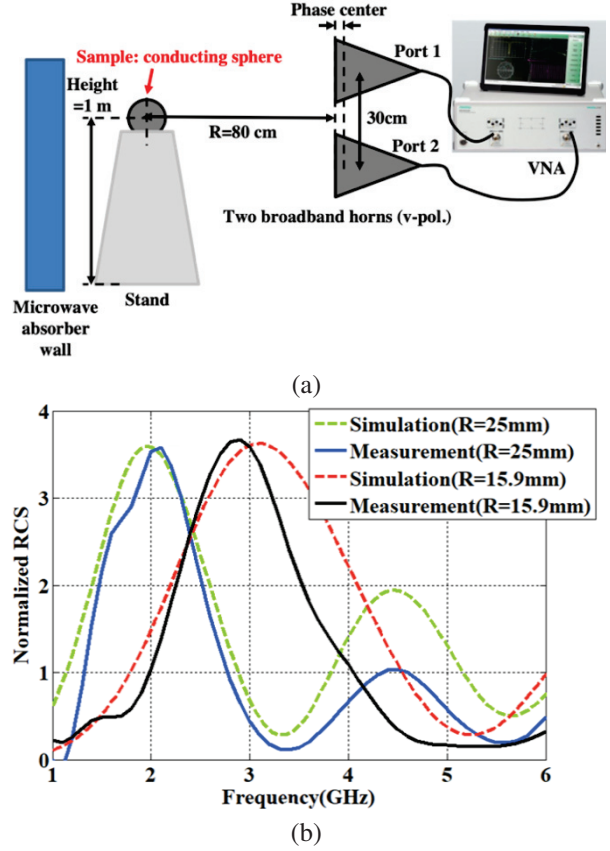 Phase center
Sample: conducting sphere
Port 1
Height
=1 m
R=80 cm
30cm
Port 2
VNA
Two broadband horns (v-pol.)
Stand
Microwave
absorber
wall
(a)
Simulation(R=25mm)
Measurement(R=25mm)
Simulation(R=15.9mm)
Measurement(R=15.9mm)
Normalized RCS
4
3
2
1
0
1 2 3 4 5 6
Frequency(GHz)
(b)